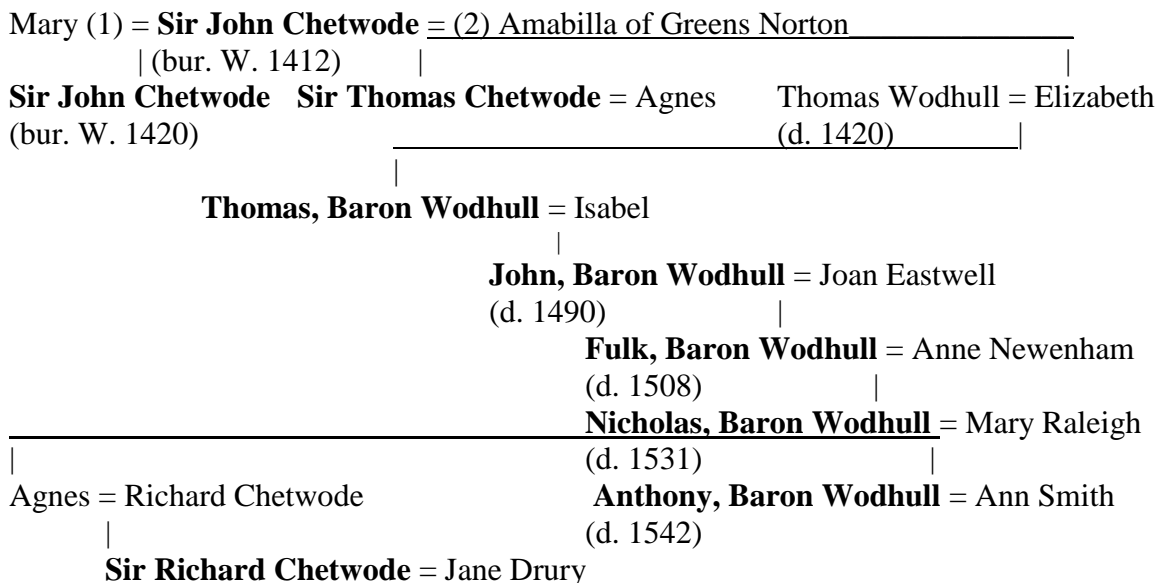 Mary (1) = Sir John Chetwode = (2) Amabilla of Greens Norton
| (bur. W. 1412) | |
Sir John Chetwode Sir Thomas Chetwode = Agnes Thomas Wodhull = Elizabeth
(bur. W. 1420) (d. 1420) |
|
Thomas, Baron Wodhull = Isabel
|
John, Baron Wodhull = Joan Eastwell
(d. 1490) |
Fulk, Baron Wodhull = Anne Newenham
(d. 1508) |
Nicholas, Baron Wodhull = Mary Raleigh
| (d. 1531) |
Agnes = Richard Chetwode Anthony, Baron Wodhull = Ann Smith
| (d. 1542)
Sir Richard Chetwode = Jane Drury